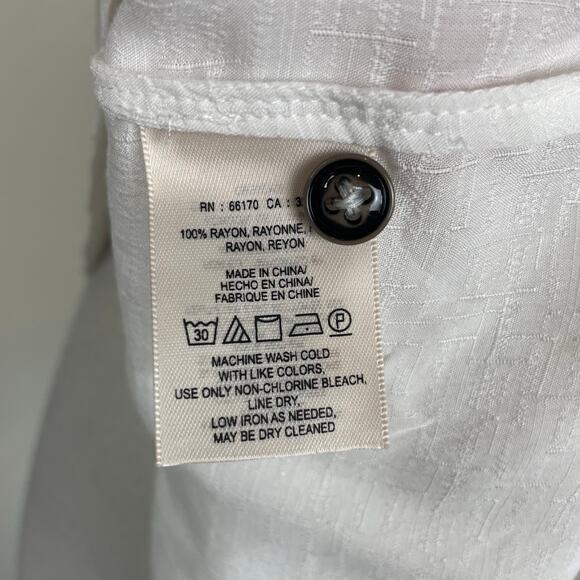 RN : 66170 CA :
100% RAYON, RAYONNE,
RAYON, REYON
MADE IN CHINA/
HECHO EN CHINA/
FABRIQUE EN CHINE
30 P
MACHINE WASH COLD
WITH LIKE COLORS,
USE ONLY NON-CHLORINE BLEACH,
LINE DRY,
LOW IRON AS NEEDED,
MAY BE DRY CLEANED